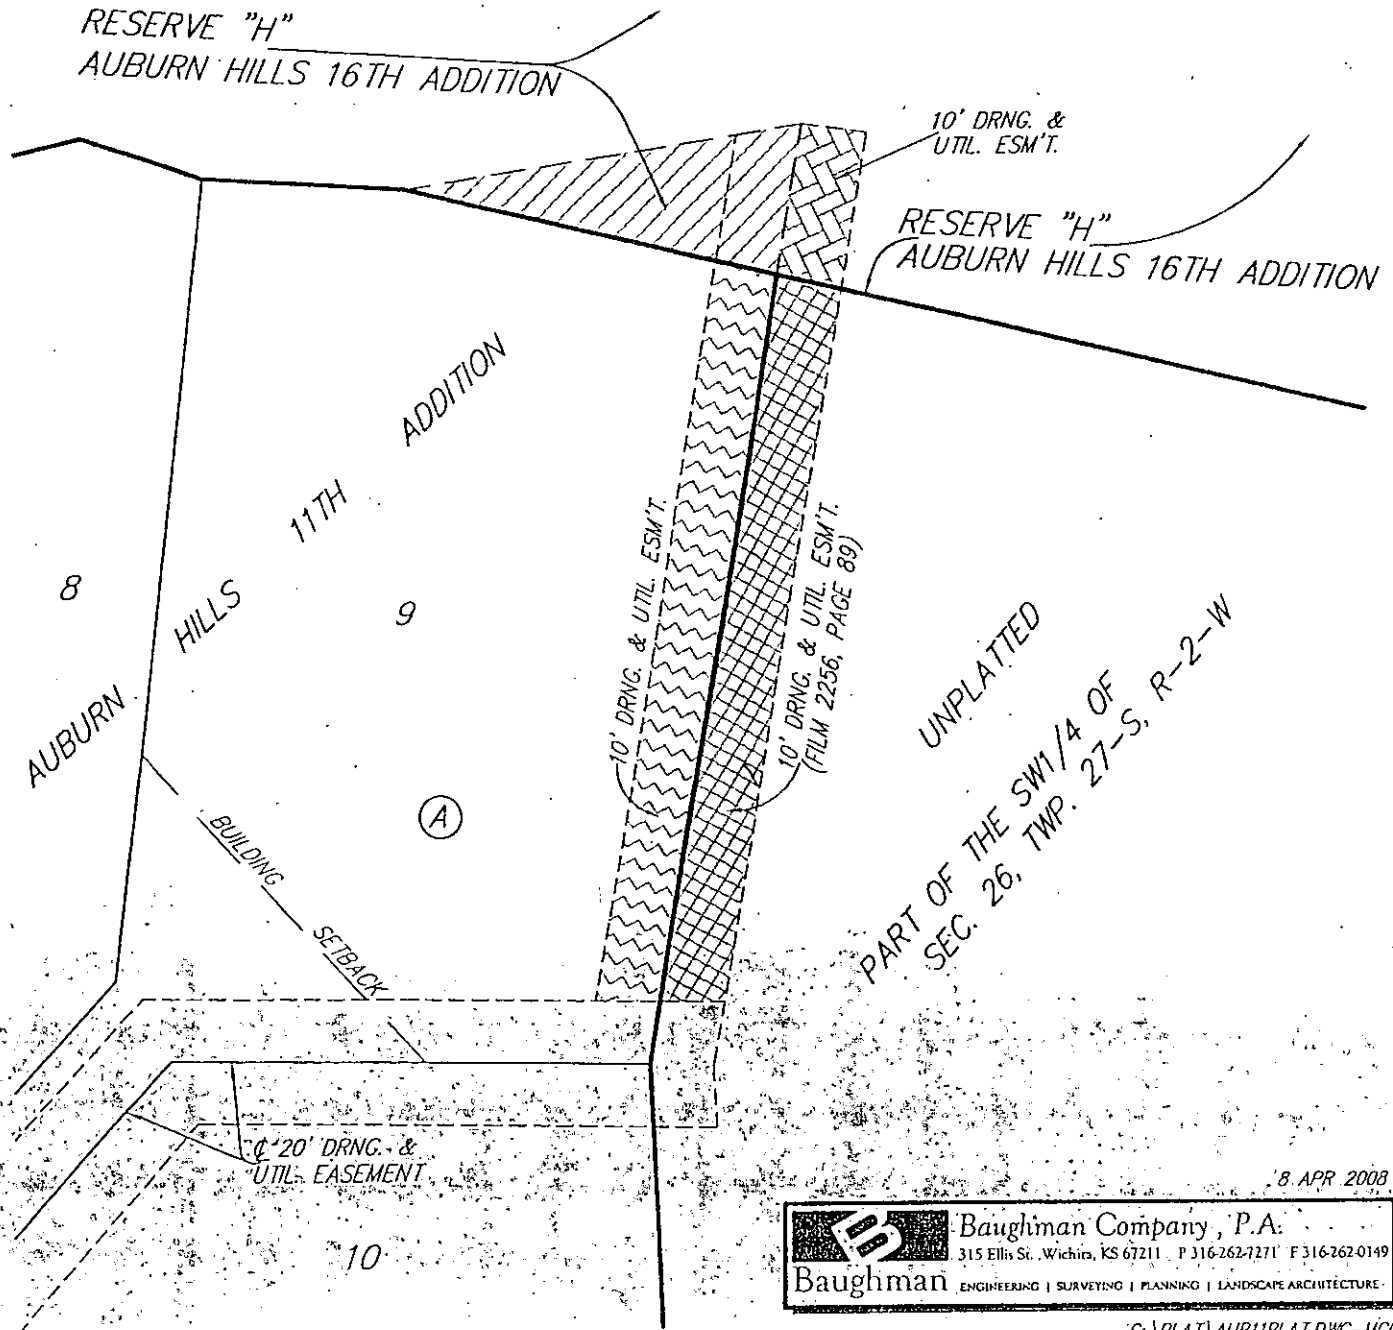 RESERVE "H"
AUBURN HILLS 16TH ADDITION
10' DRNG. &
UTIL. ESM'T.
RESERVE "H"
AUBURN HILLS 16TH ADDITION
AUBURN HILLS 11TH ADDITION
8
9
A
10' DRNG. & UTIL. ESM'T.
10' DRNG. & UTIL. ESM'T.
(FILM 2256, PAGE 89)
UNPLATTED
PART OF THE SW1/4 OF
SEC. 26, TWP. 27-S, R-2-W
BUILDING SETBACK
₵ 20' DRNG. &
UTIL. EASEMENT
10
8 APR 2008
B
Baughman
Baughman Company, P.A.
315 Ellis St. Wichita, KS 67211 P 316-262-7271 F 316-262-0149
ENGINEERING | SURVEYING | PLANNING | LANDSCAPE ARCHITECTURE